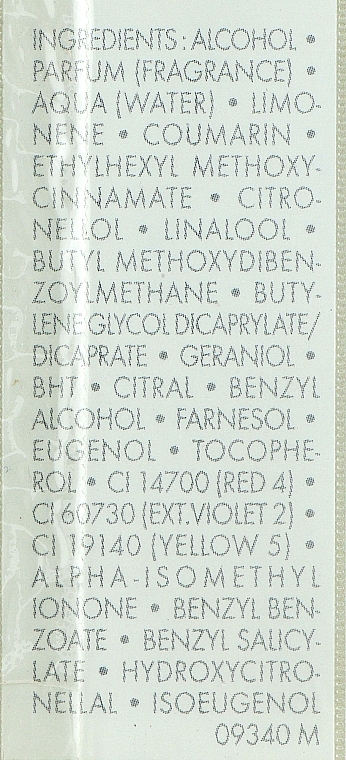 INGREDIENTS : ALCOHOL •
PARFUM (FRAGRANCE) •
AQUA (WATER) • LIMO-
NENE • COUMARIN •
ETHYLHEXYL METHOXY-
CINNAMATE • CITRO-
NELLOL • LINALOOL •
BUTYL METHOXYDIBEN-
ZOYLMETHANE • BUTY-
LENE GLYCOL DICAPRYLATE/
DICAPRATE • GERANIOL •
BHT • CITRAL • BENZYL
ALCOHOL • FARNESOL •
EUGENOL • TOCOPHE-
ROL • CI 14700 (RED 4) •
CI 60730 (EXT.VIOLET 2) •
CI 19140 (YELLOW 5) •
ALPHA-ISOMETHYL
IONONE • BENZYL BEN-
ZOATE • BENZYL SALICY-
LATE • HYDROXYCITRO-
NELLAL • ISOEUGENOL
09340 M